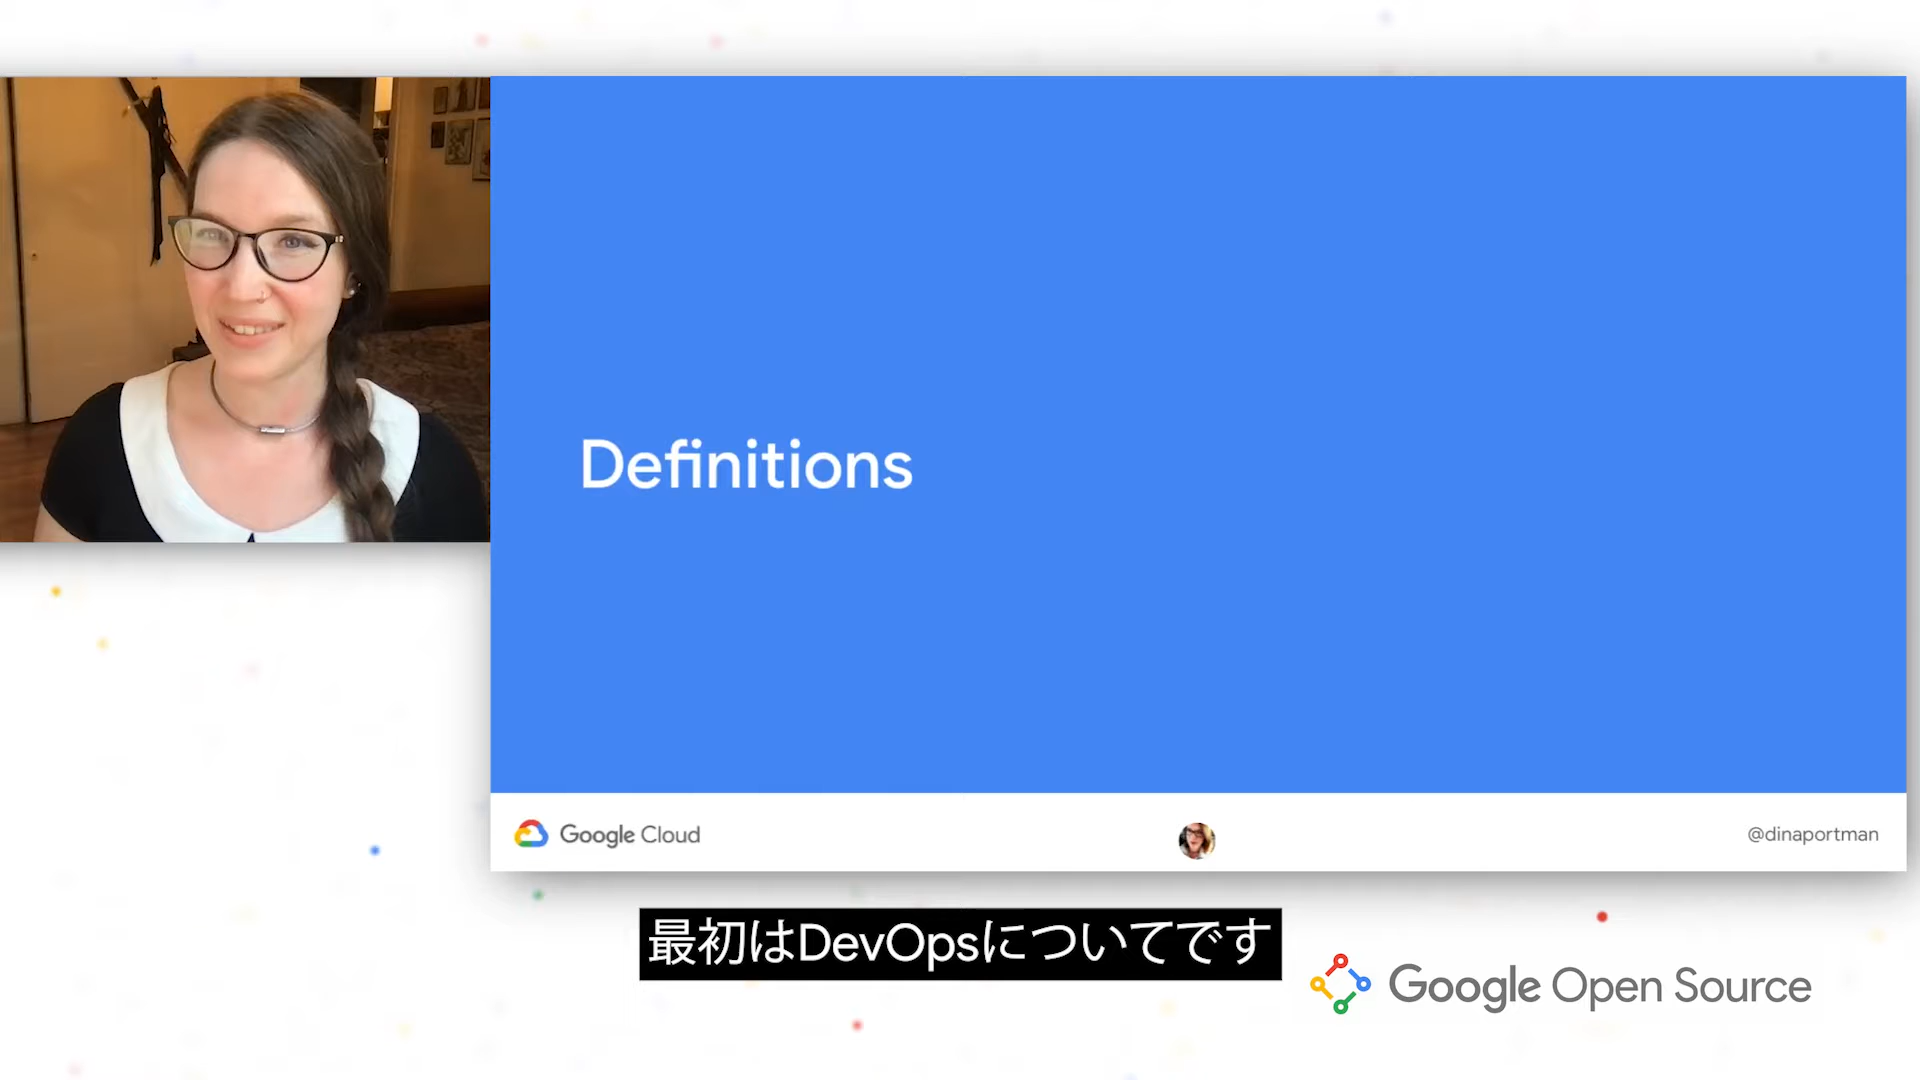 Definitions
Google Cloud
@dinaportman
最初はDevOpsについてです
Google Open Source